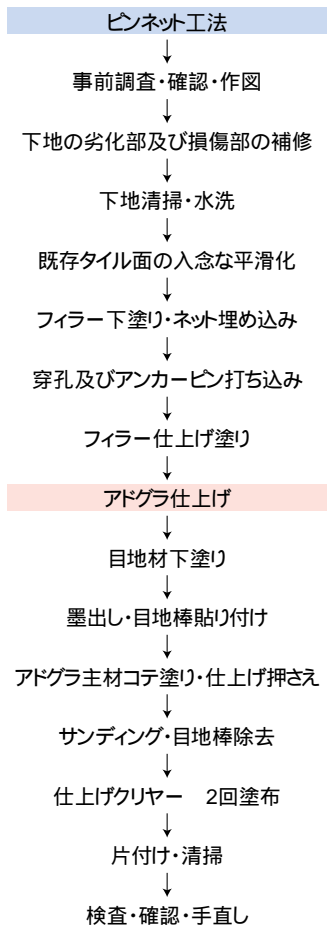 ピンネット工法
事前調査・確認・作図
下地の劣化部及び損傷部の補修
下地清掃・水洗
既存タイル面の入念な平滑化
フィラー下塗り・ネット埋め込み
穿孔及びアンカーピン打ち込み
フィラー仕上げ塗り
アドグラ仕上げ
目地材下塗り
墨出し・目地棒貼り付け
アドグラ主材コテ塗り・仕上げ押さえ
サンディング・目地棒除去
仕上げクリヤー　2回塗布
片付け・清掃
検査・確認・手直し